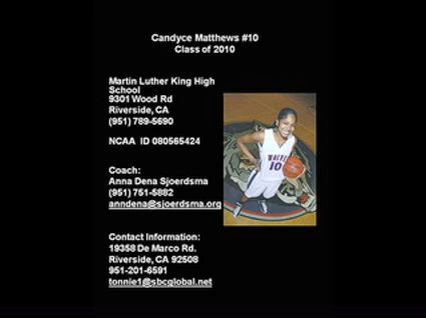 Candyce Matthews #10
Class of 2010
Martin Luther King High
School
9301 Wood Rd
Riverside, CA
(951) 789-5690
NCAA ID 080565424
Coach:
Anna Dena Sjoerdsma
(951) 751-5882
anndena@sjoerdsma.org
10
Contact Information:
19358 De Marco Rd.
Riverside, CA 92508
951-201-6591
tonnie1@sbcglobal.net